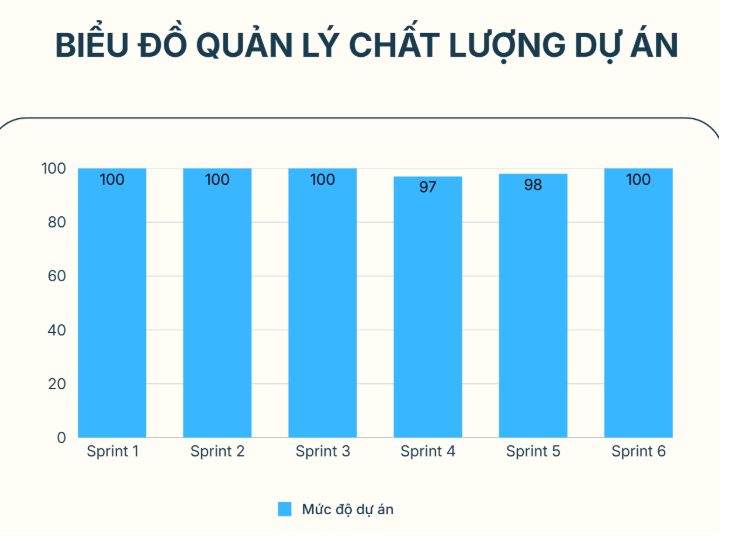 BIỂU ĐỒ QUẢN LÝ CHẤT LƯỢNG DỰ ÁN
100
80
60
40
20
0
100 100 100 97 98 100
Sprint 1 Sprint 2 Sprint 3 Sprint 4 Sprint 5 Sprint 6
Mức độ dự án